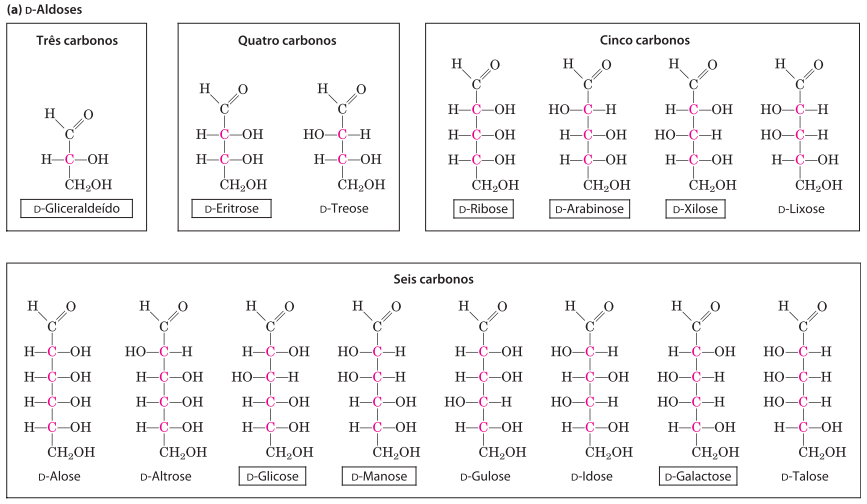 (a) D-Aldoses
Três carbonos
H O
C
H—C—OH
CH2OH
D-Gliceraldeído
Quatro carbonos
H O H O
C C
H—C—OH HO—C—H
H—C—OH H—C—OH
CH2OH CH2OH
D-Eritrose D-Treose
Cinco carbonos
H O H O H O H O
C C C C
H—C—OH HO—C—H H—C—OH HO—C—H
H—C—OH H—C—OH HO—C—H HO—C—H
H—C—OH H—C—OH H—C—OH H—C—OH
CH2OH CH2OH CH2OH CH2OH
D-Ribose D-Arabinose D-Xilose D-Lixose
Seis carbonos
H O H O H O H O H O H O H O H O
C C C C C C C C
H—C—OH HO—C—H H—C—OH HO—C—H H—C—OH HO—C—H H—C—OH HO—C—H
H—C—OH H—C—OH HO—C—H HO—C—H H—C—OH H—C—OH HO—C—H HO—C—H
H—C—OH H—C—OH H—C—OH H—C—OH HO—C—H HO—C—H HO—C—H HO—C—H
H—C—OH H—C—OH H—C—OH H—C—OH H—C—OH H—C—OH H—C—OH H—C—OH
CH2OH CH2OH CH2OH CH2OH CH2OH CH2OH CH2OH CH2OH
D-Alose D-Altrose D-Glicose D-Manose D-Gulose D-Idose D-Galactose D-Talose